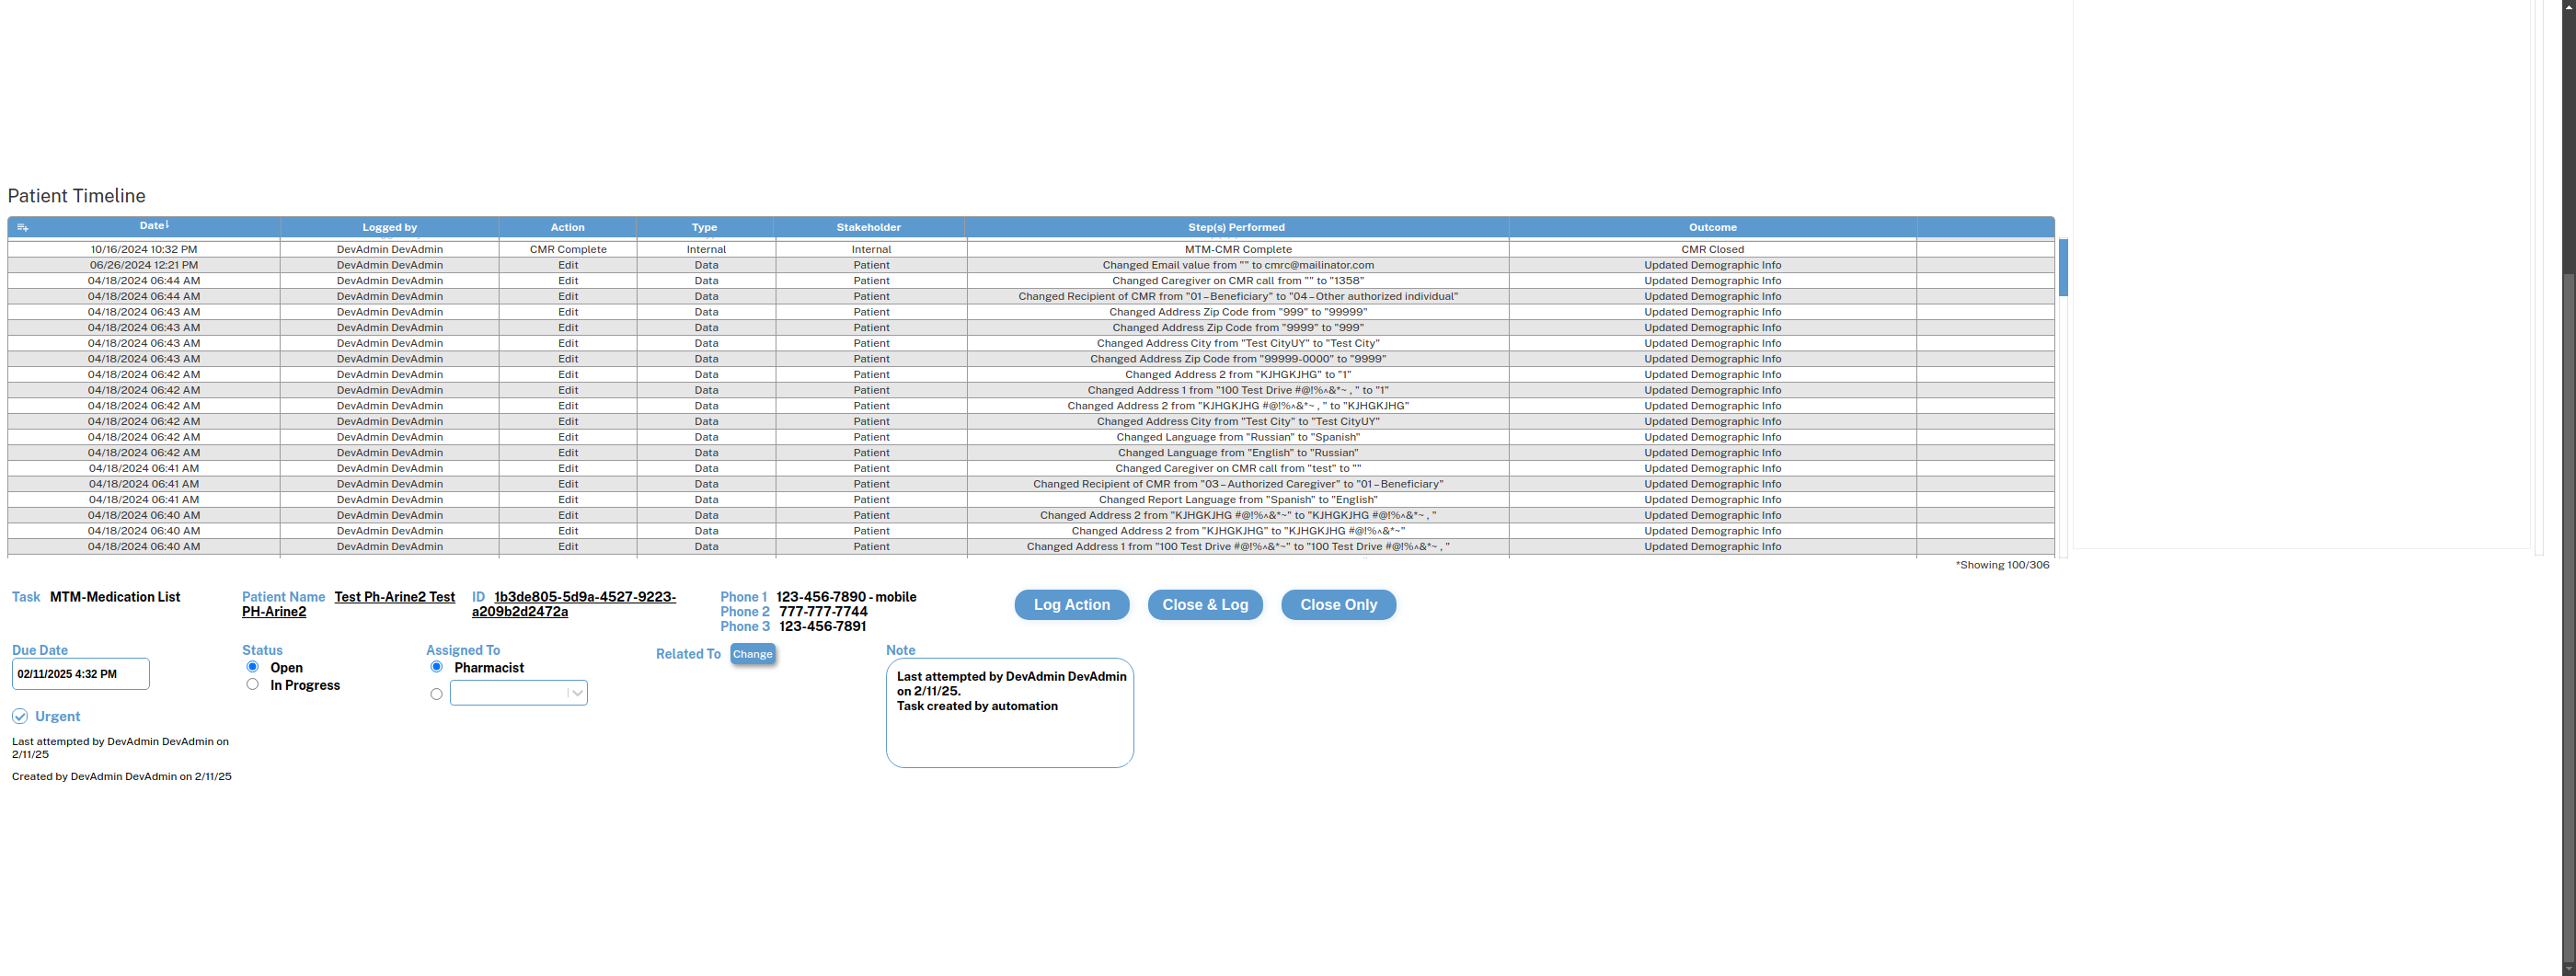 Patient Timeline
Date Logged by Action Type Stakeholder Step(s) Performed Outcome
10/16/2024 10:32 PM DevAdmin DevAdmin CMR Complete Internal Internal MTM-CMR Complete CMR Closed
06/26/2024 12:21 PM DevAdmin DevAdmin Edit Data Patient Changed Email value from "" to cmrc@mailinator.com Updated Demographic Info
04/18/2024 06:44 AM DevAdmin DevAdmin Edit Data Patient Changed Caregiver on CMR call from "" to "1358" Updated Demographic Info
04/18/2024 06:44 AM DevAdmin DevAdmin Edit Data Patient Changed Recipient of CMR from "01 – Beneficiary" to "04 – Other authorized individual" Updated Demographic Info
04/18/2024 06:43 AM DevAdmin DevAdmin Edit Data Patient Changed Address Zip Code from "999" to "99999" Updated Demographic Info
04/18/2024 06:43 AM DevAdmin DevAdmin Edit Data Patient Changed Address Zip Code from "9999" to "999" Updated Demographic Info
04/18/2024 06:43 AM DevAdmin DevAdmin Edit Data Patient Changed Address City from "Test CityUY" to "Test City" Updated Demographic Info
04/18/2024 06:43 AM DevAdmin DevAdmin Edit Data Patient Changed Address Zip Code from "99999-0000" to "9999" Updated Demographic Info
04/18/2024 06:42 AM DevAdmin DevAdmin Edit Data Patient Changed Address 2 from "KJHGKJHG" to "1" Updated Demographic Info
04/18/2024 06:42 AM DevAdmin DevAdmin Edit Data Patient Changed Address 1 from "100 Test Drive #@!%^&*~ , " to "1" Updated Demographic Info
04/18/2024 06:42 AM DevAdmin DevAdmin Edit Data Patient Changed Address 2 from "KJHGKJHG #@!%^&*~ , " to "KJHGKJHG" Updated Demographic Info
04/18/2024 06:42 AM DevAdmin DevAdmin Edit Data Patient Changed Address City from "Test City" to "Test CityUY" Updated Demographic Info
04/18/2024 06:42 AM DevAdmin DevAdmin Edit Data Patient Changed Language from "Russian" to "Spanish" Updated Demographic Info
04/18/2024 06:42 AM DevAdmin DevAdmin Edit Data Patient Changed Language from "English" to "Russian" Updated Demographic Info
04/18/2024 06:41 AM DevAdmin DevAdmin Edit Data Patient Changed Caregiver on CMR call from "test" to "" Updated Demographic Info
04/18/2024 06:41 AM DevAdmin DevAdmin Edit Data Patient Changed Recipient of CMR from "03 – Authorized Caregiver" to "01 – Beneficiary" Updated Demographic Info
04/18/2024 06:41 AM DevAdmin DevAdmin Edit Data Patient Changed Report Language from "Spanish" to "English" Updated Demographic Info
04/18/2024 06:40 AM DevAdmin DevAdmin Edit Data Patient Changed Address 2 from "KJHGKJHG #@!%^&*~" to "KJHGKJHG #@!%^&*~ , " Updated Demographic Info
04/18/2024 06:40 AM DevAdmin DevAdmin Edit Data Patient Changed Address 2 from "KJHGKJHG" to "KJHGKJHG #@!%^&*~" Updated Demographic Info
04/18/2024 06:40 AM DevAdmin DevAdmin Edit Data Patient Changed Address 1 from "100 Test Drive #@!%^&*~" to "100 Test Drive #@!%^&*~ , " Updated Demographic Info
*Showing 100/306
Task MTM-Medication List
Patient Name Test Ph-Arine2 Test
PH-Arine2
ID 1b3de805-5d9a-4527-9223-
a209b2d2472a
Phone 1 123-456-7890 - mobile
Phone 2 777-777-7744
Phone 3 123-456-7891
Log Action Close & Log Close Only
Due Date
02/11/2025 4:32 PM
Status
Open
In Progress
Assigned To
Pharmacist
Related To Change
Note
Last attempted by DevAdmin DevAdmin
on 2/11/25.
Task created by automation
Urgent
Last attempted by DevAdmin DevAdmin on
2/11/25
Created by DevAdmin DevAdmin on 2/11/25